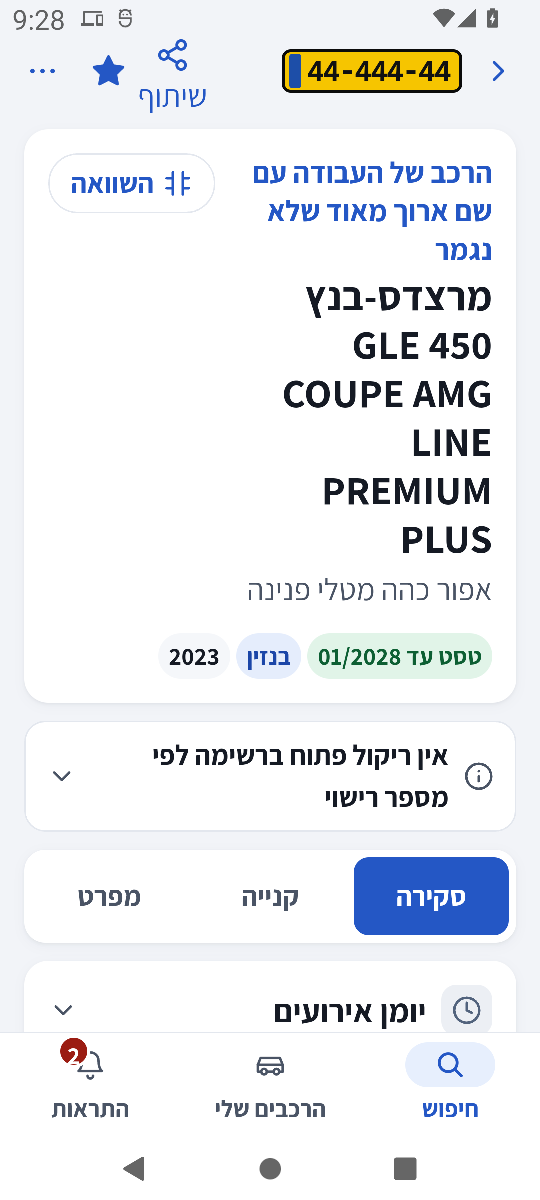 9:28
44-444-44
שיתוף
הרכב של העבודה עם
שם ארוך מאוד שלא
נגמר
השוואה
מרצדס-בנץ
GLE 450
COUPE AMG
LINE
PREMIUM
PLUS
אפור כהה מטלי פנינה
טסט עד 01/2028
בנזין
2023
אין ריקול פתוח ברשימה לפי
מספר רישוי
סקירה
קנייה
מפרט
יומן אירועים
חיפוש
הרכבים שלי
2
התראות